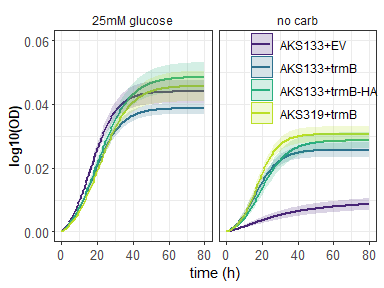 25mM glucose
no carb
log10(OD)
0.06
0.04
0.02
0.00
AKS133+EV
AKS133+trmB
AKS133+trmB-HA
AKS319+trmB
0 20 40 60 80
0 20 40 60 80
time (h)